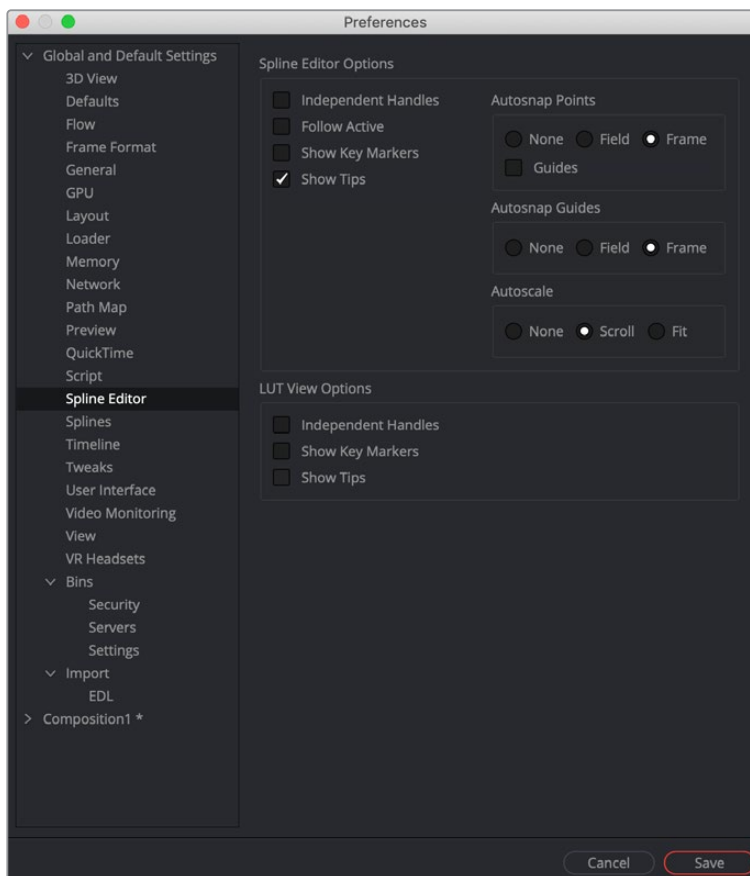 Preferences
Global and Default Settings
3D View
Defaults
Flow
Frame Format
General
GPU
Layout
Loader
Memory
Network
Path Map
Preview
QuickTime
Script
Spline Editor
Splines
Timeline
Tweaks
User Interface
Video Monitoring
View
VR Headsets
Bins
Security
Servers
Settings
Import
EDL
Composition1 *
Spline Editor Options
Independent Handles
Follow Active
Show Key Markers
Show Tips
Autosnap Points
None Field Frame
Guides
Autosnap Guides
None Field Frame
Autoscale
None Scroll Fit
LUT View Options
Independent Handles
Show Key Markers
Show Tips
Cancel Save